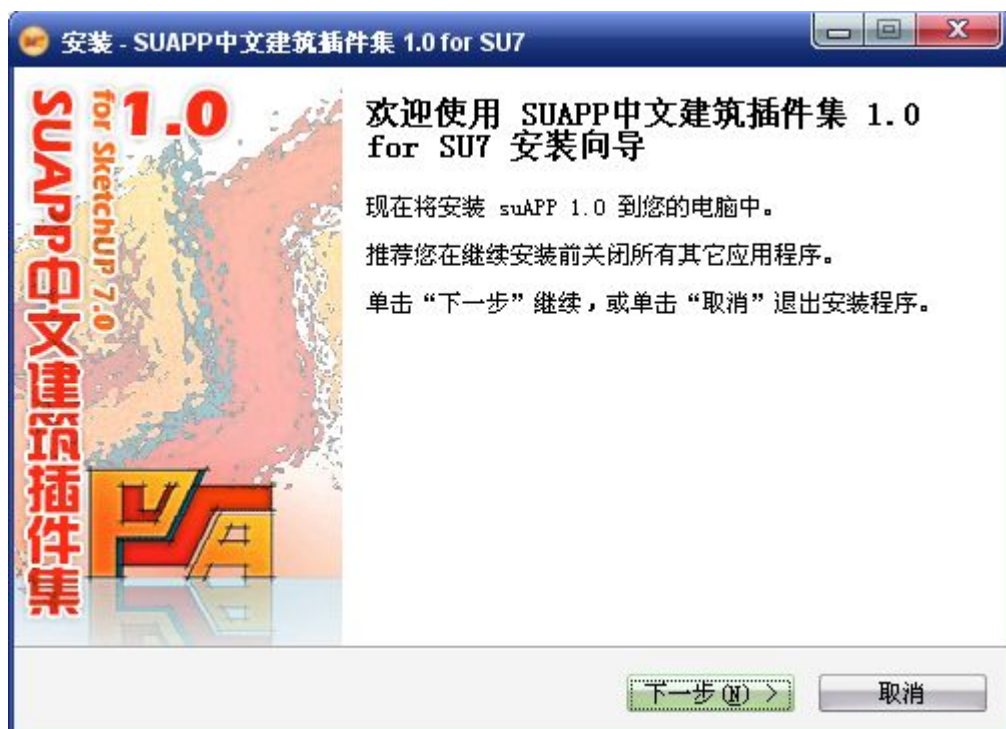 安装 - SUAPP中文建筑插件集 1.0 for SU7
SUAPP中文建筑插件集
for SketchUP 7.0
1.0
欢迎使用 SUAPP中文建筑插件集 1.0
for SU7 安装向导
现在将安装 suAPP 1.0 到您的电脑中。
推荐您在继续安装前关闭所有其它应用程序。
单击“下一步”继续，或单击“取消”退出安装程序。
下一步(N) >
取消